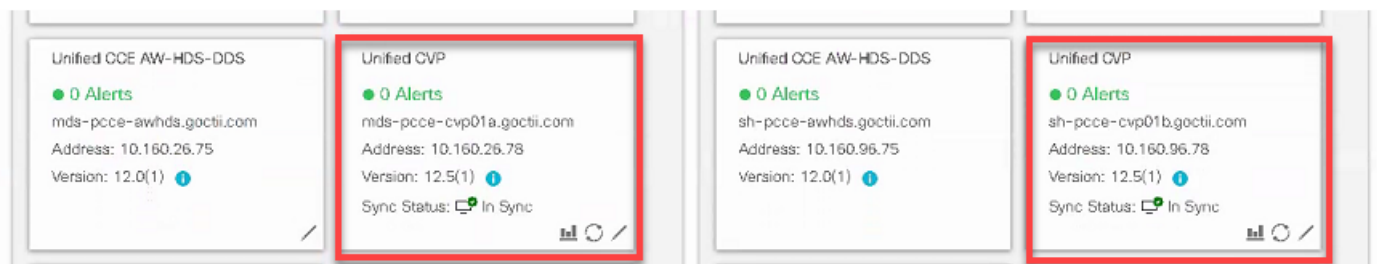 Unified CCE AW-HDS-DDS
0 Alerts
mds-pcce-awhds.goctii.com
Address: 10.160.26.75
Version: 12.0(1)
Unified CVP
0 Alerts
mds-pcce-cvp01a.goctii.com
Address: 10.160.26.78
Version: 12.5(1)
Sync Status: In Sync
Unified CCE AW-HDS-DDS
0 Alerts
sh-pcce-awhds.goctii.com
Address: 10.160.96.75
Version: 12.0(1)
Unified CVP
0 Alerts
sh-pcce-cvp01b.goctii.com
Address: 10.160.96.78
Version: 12.5(1)
Sync Status: In Sync